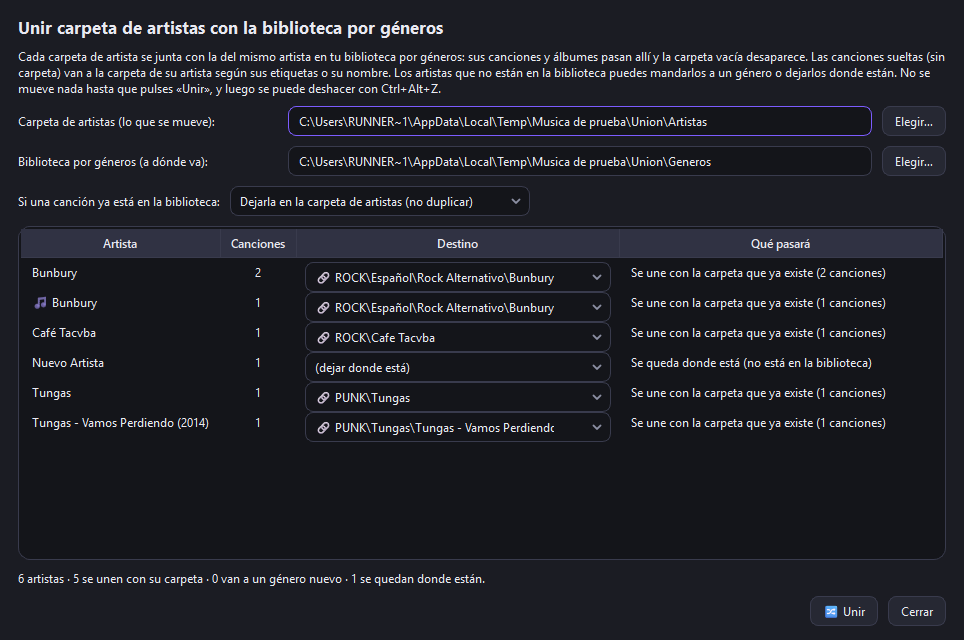 Unir carpeta de artistas con la biblioteca por géneros
Cada carpeta de artista se junta con la del mismo artista en tu biblioteca por géneros: sus canciones y álbumes pasan allí y la carpeta vacía desaparece. Las canciones sueltas (sin
carpeta) van a la carpeta de su artista según sus etiquetas o su nombre. Los artistas que no están en la biblioteca puedes mandarlos a un género o dejarlos donde están. No se
mueve nada hasta que pulses «Unir», y luego se puede deshacer con Ctrl+Alt+Z.
Carpeta de artistas (lo que se mueve): C:\Users\RUNNER~1\AppData\Local\Temp\Musica de prueba\Union\Artistas Elegir...
Biblioteca por géneros (a dónde va): C:\Users\RUNNER~1\AppData\Local\Temp\Musica de prueba\Union\Generos Elegir...
Si una canción ya está en la biblioteca: Dejarla en la carpeta de artistas (no duplicar)
Artista Canciones Destino Qué pasará
Bunbury 2 ROCK\Español\Rock Alternativo\Bunbury Se une con la carpeta que ya existe (2 canciones)
Bunbury 1 ROCK\Español\Rock Alternativo\Bunbury Se une con la carpeta que ya existe (1 canciones)
Café Tacvba 1 ROCK\Cafe Tacvba Se une con la carpeta que ya existe (1 canciones)
Nuevo Artista 1 (dejar donde está) Se queda donde está (no está en la biblioteca)
Tungas 1 PUNK\Tungas Se une con la carpeta que ya existe (1 canciones)
Tungas - Vamos Perdiendo (2014) 1 PUNK\Tungas\Tungas - Vamos Perdiendo Se une con la carpeta que ya existe (1 canciones)
6 artistas · 5 se unen con su carpeta · 0 van a un género nuevo · 1 se quedan donde están.
Unir Cerrar